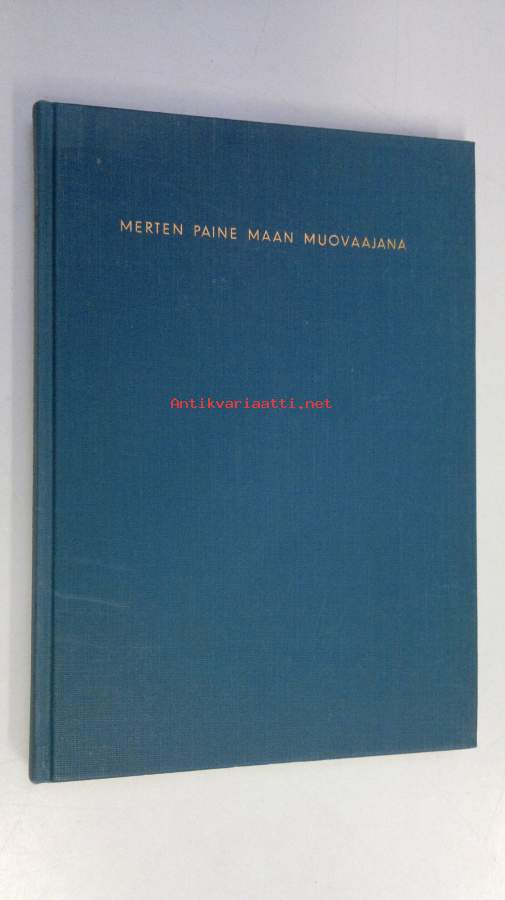 MERTEN PAINE MAAN MUOVAAJANA
Antikvariaatti.net